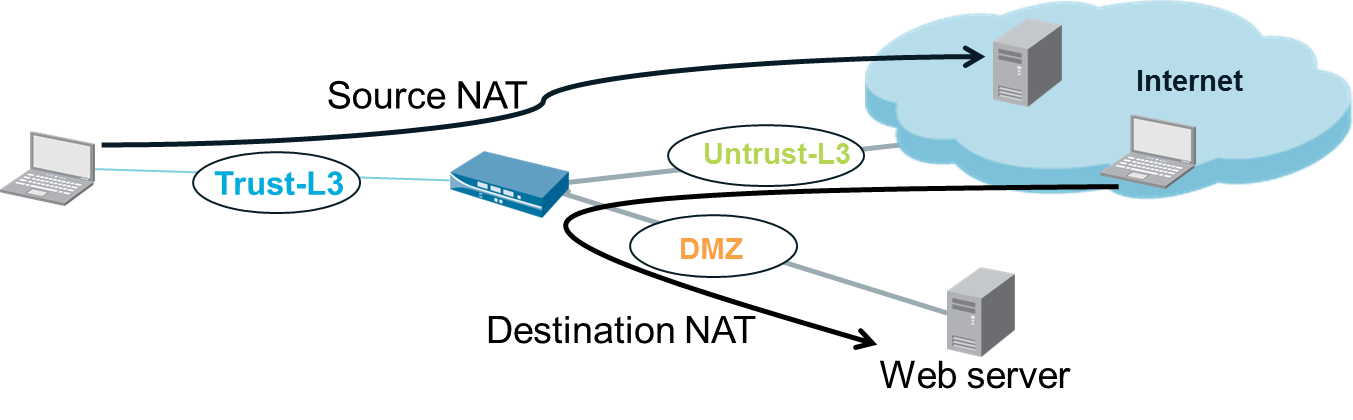 Source NAT
Internet
Untrust-L3
Trust-L3
DMZ
Destination NAT
Web server